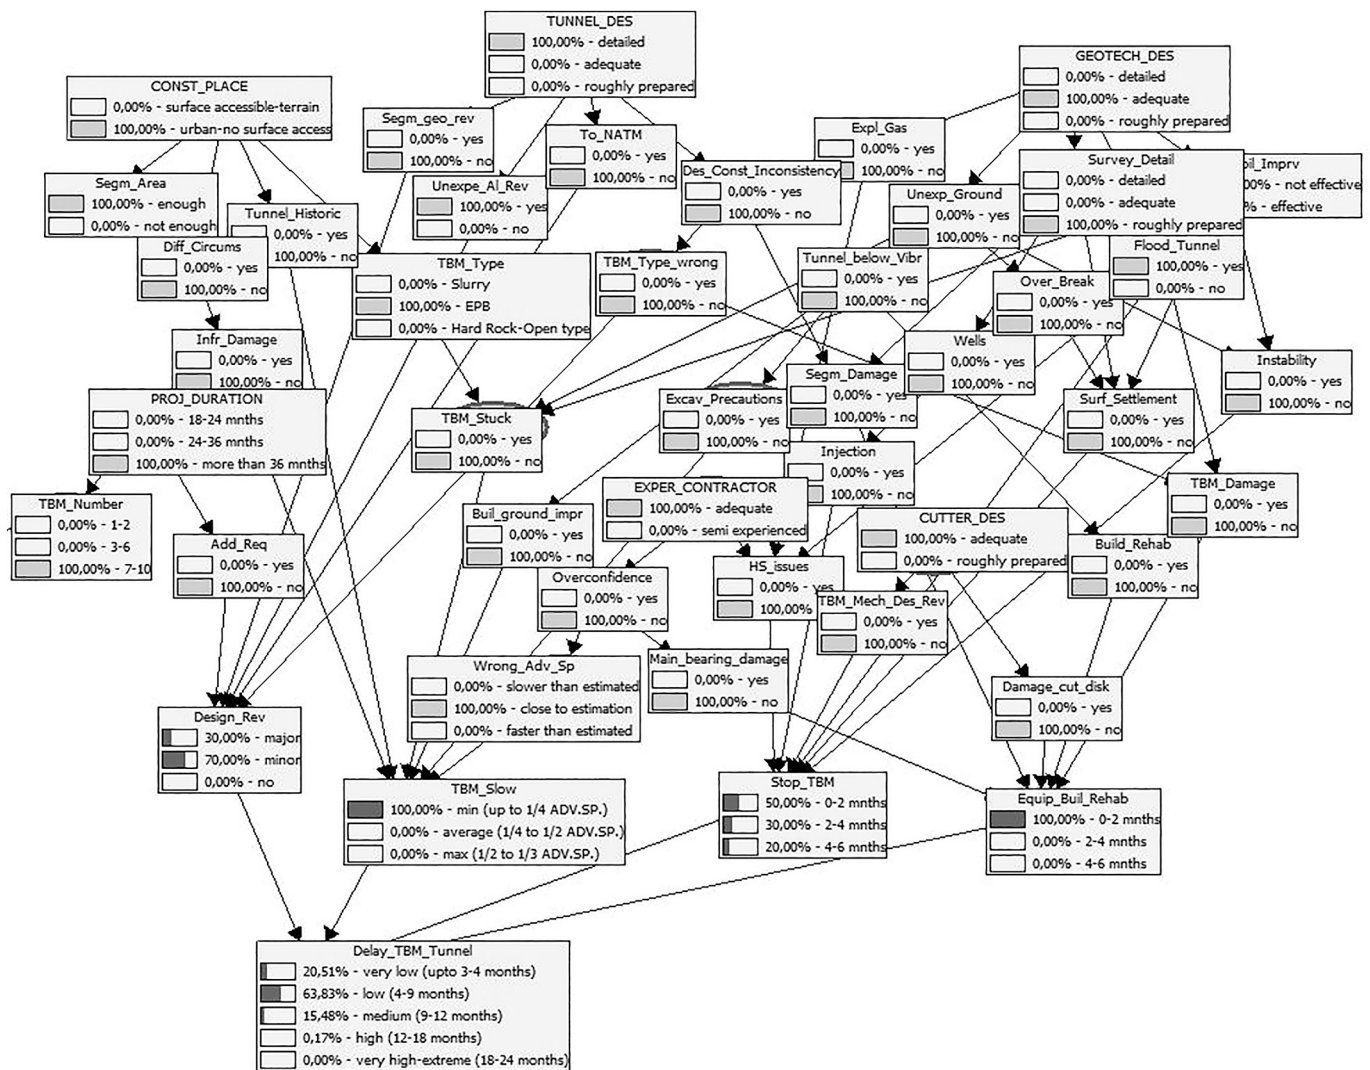 TUNNEL_DES
100,00% - detailed
0,00% - adequate
0,00% - roughly prepared
GEOTECH_DES
0,00% - detailed
100,00% - adequate
0,00% - roughly prepared
CONST_PLACE
0,00% - surface accessible-terrain
100,00% - urban-no surface access
Segm_geo_rev
0,00% - yes
100,00% - no
To_NATM
0,00% - yes
100,00% - no
Expl_Gas
0,00% - yes
100,00% - no
Survey_Detail
0,00% - detailed
0,00% - adequate
100,00% - roughly prepared
oil_Imprv
00% - not effective
% - effective
Segm_Area
100,00% - enough
0,00% - not enough
Unexpe_Al_Rev
100,00% - yes
0,00% - no
Des_Const_Inconsistency
0,00% - yes
100,00% - no
Unexp_Ground
0,00% - yes
100,00% - no
Tunnel_Historic
0,00% - yes
100,00% - no
Diff_Circums
0,00% - yes
100,00% - no
TBM_Type
0,00% - Slurry
100,00% - EPB
0,00% - Hard Rock-Open type
TBM_Type_wrong
0,00% - yes
100,00% - no
Tunnel_below_Vibr
0,00% - yes
100,00% - no
Flood_Tunnel
100,00% - yes
0,00% - no
Over_Break
0,00% - yes
100,00% - no
Infr_Damage
0,00% - yes
100,00% - no
Wells
0,00% - yes
100,00% - no
Instability
0,00% - yes
100,00% - no
PROJ_DURATION
0,00% - 18-24 mnths
0,00% - 24-36 mnths
100,00% - more than 36 mnths
TBM_Stuck
0,00% - yes
100,00% - no
Excav_Precautions
0,00% - yes
100,00% - no
Segm_Damage
0,00% - yes
100,00% - no
Surf_Settlement
0,00% - yes
100,00% - no
Injection
0,00% - yes
100,00% - no
TBM_Damage
0,00% - yes
100,00% - no
TBM_Number
0,00% - 1-2
0,00% - 3-6
100,00% - 7-10
Add_Req
0,00% - yes
100,00% - no
Buil_ground_impr
0,00% - yes
100,00% - no
EXPER_CONTRACTOR
100,00% - adequate
0,00% - semi experienced
CUTTER_DES
100,00% - adequate
0,00% - roughly prepared
Build_Rehab
0,00% - yes
100,00% - no
Overconfidence
0,00% - yes
100,00% - no
HS_issues
0,00% - yes
100,00%
TBM_Mech_Des_Rev
0,00% - yes
100,00% - no
Wrong_Adv_Sp
0,00% - slower than estimated
100,00% - close to estimation
0,00% - faster than estimated
Main_bearing_damage
0,00% - yes
100,00% - no
Damage_cut_disk
0,00% - yes
100,00% - no
Design_Rev
30,00% - major
70,00% - minor
0,00% - no
TBM_Slow
100,00% - min (up to 1/4 ADV.SP.)
0,00% - average (1/4 to 1/2 ADV.SP.)
0,00% - max (1/2 to 1/3 ADV.SP.)
Stop_TBM
50,00% - 0-2 mnths
30,00% - 2-4 mnths
20,00% - 4-6 mnths
Equip_Buil_Rehab
100,00% - 0-2 mnths
0,00% - 2-4 mnths
0,00% - 4-6 mnths
Delay_TBM_Tunnel
20,51% - very low (upto 3-4 months)
63,83% - low (4-9 months)
15,48% - medium (9-12 months)
0,17% - high (12-18 months)
0,00% - very high-extreme (18-24 months)